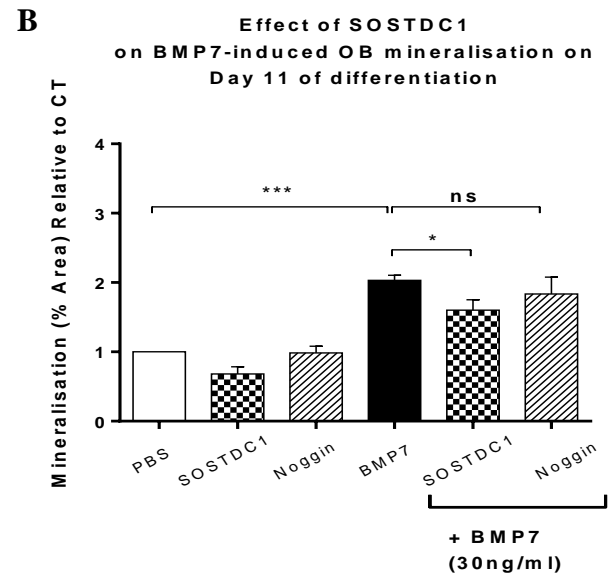 B
Effect of SOSTDC1
on BMP7-induced OB mineralisation on
Day 11 of differentiation
Mineralisation (% Area) Relative to CT
4
3
2
1
0
***
ns
*
PBS
SOSTDC1
Noggin
BMP7
SOSTDC1
Noggin
+ BMP7
(30ng/ml)